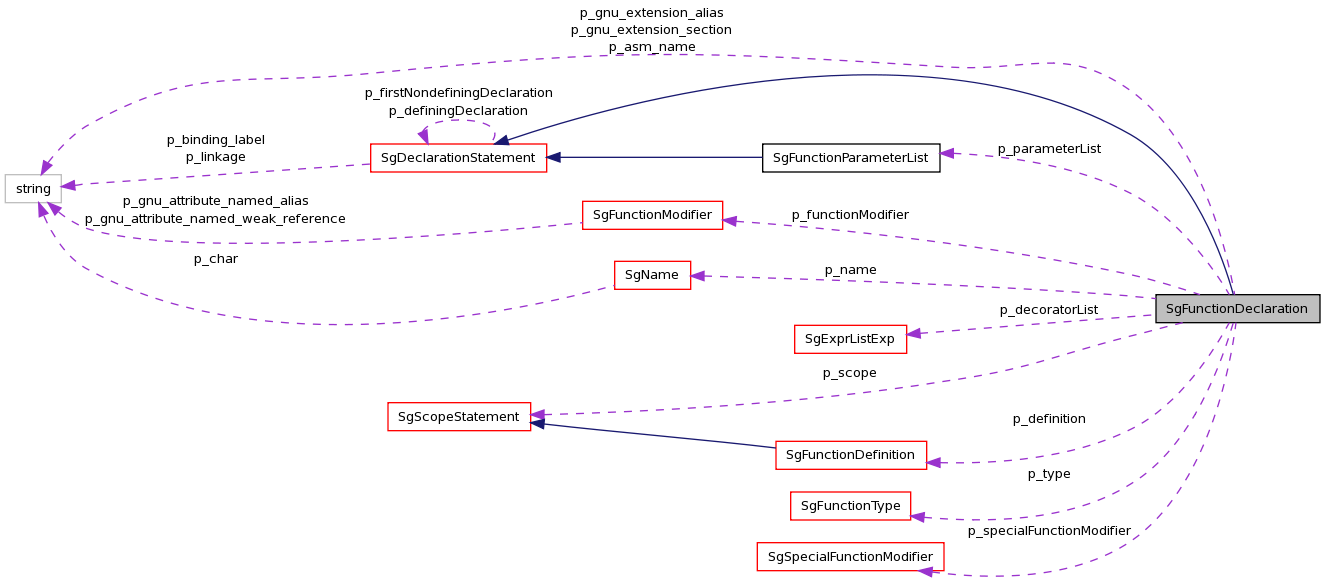 p_gnu_extension_alias
p_gnu_extension_section
p_asm_name
p_firstNondefiningDeclaration
p_definingDeclaration
p_binding_label
p_linkage
SgDeclarationStatement
SgFunctionParameterList
p_parameterList
string
p_gnu_attribute_named_alias
p_gnu_attribute_named_weak_reference
SgFunctionModifier
p_functionModifier
p_char
SgName
p_name
SgFunctionDeclaration
p_decoratorList
SgExprListExp
p_scope
SgScopeStatement
p_definition
SgFunctionDefinition
p_type
SgFunctionType
p_specialFunctionModifier
SgSpecialFunctionModifier